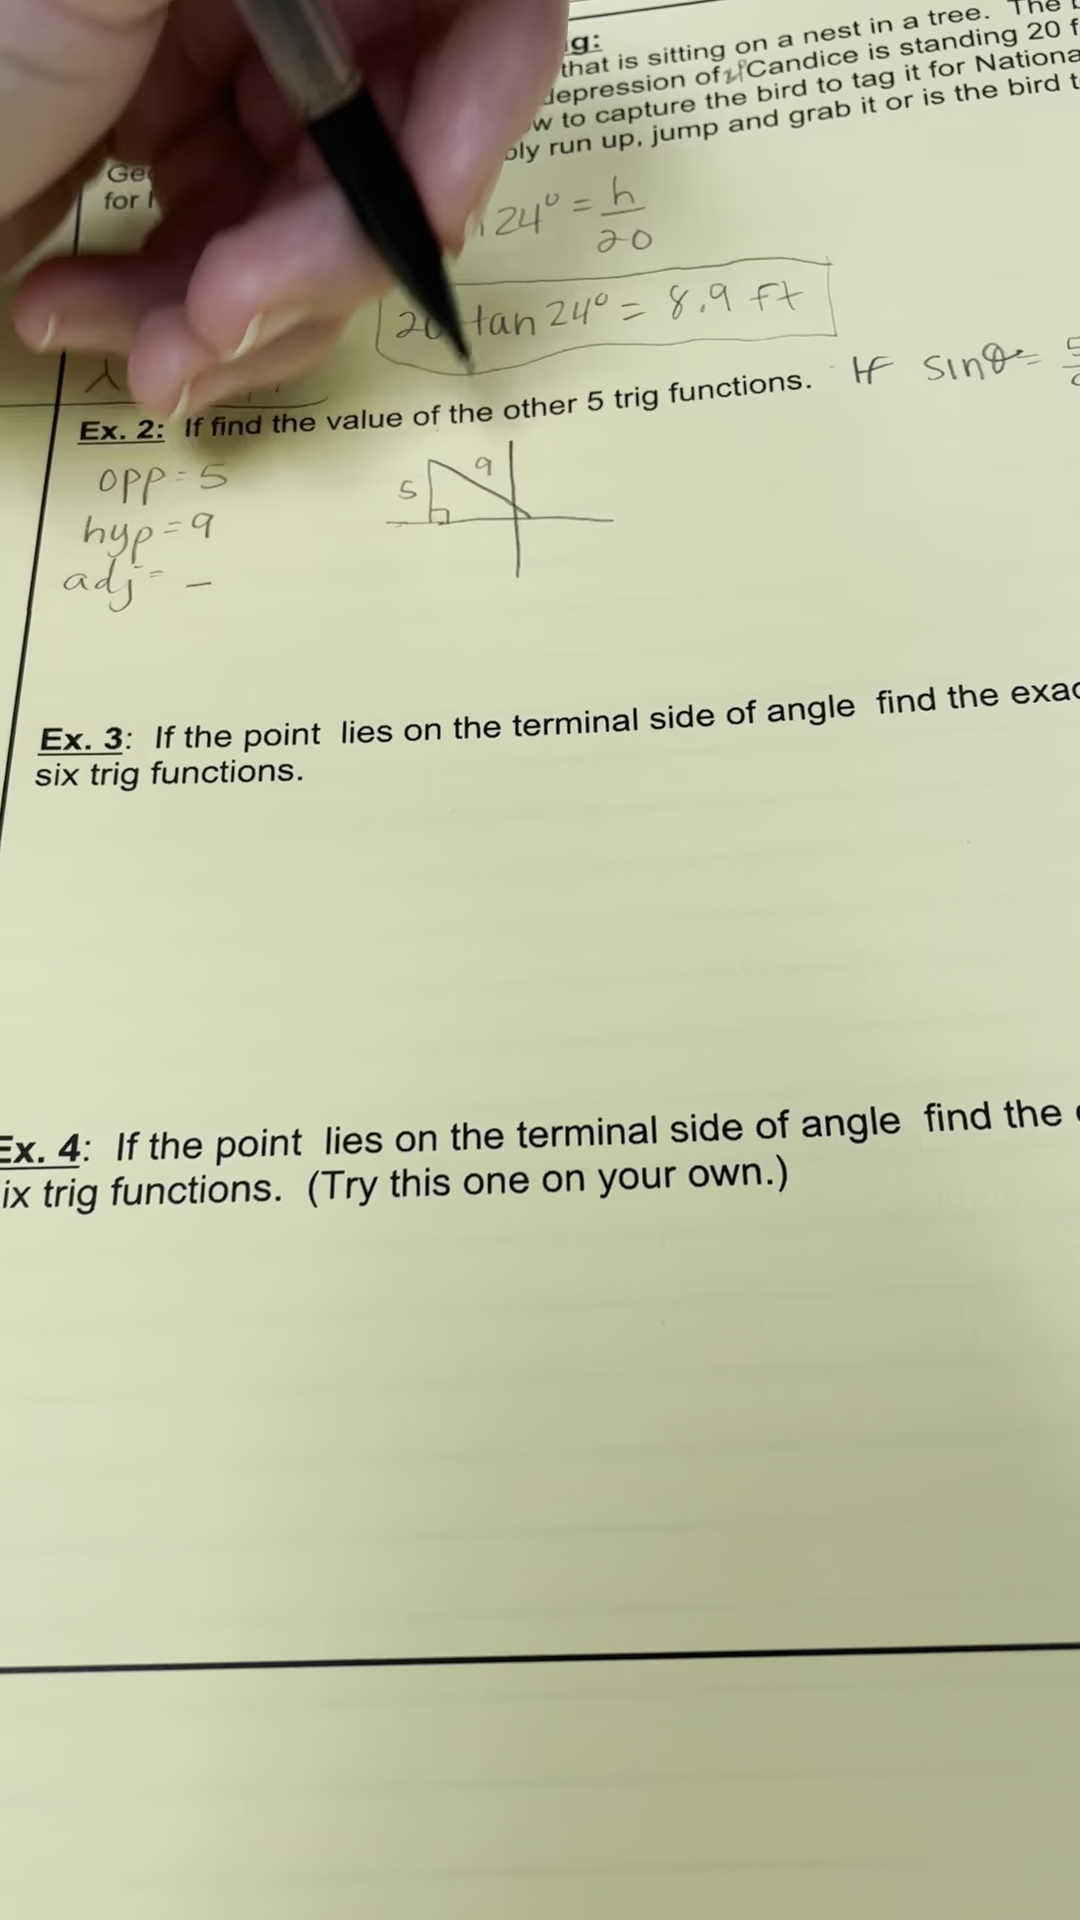 g:
that is sitting on a nest in a tree. The
depression of 24° Candice is standing 20 f
w to capture the bird to tag it for Nationa
bly run up, jump and grab it or is the bird t
Ge
for
24° = h/20
20 tan 24° = 8.9 ft
Ex. 2: If find the value of the other 5 trig functions. If sinθ = 5
opp = 5
hyp = 9
adj = -
5
9
Ex. 3: If the point lies on the terminal side of angle find the exac
six trig functions.
Ex. 4: If the point lies on the terminal side of angle find the
ix trig functions. (Try this one on your own.)